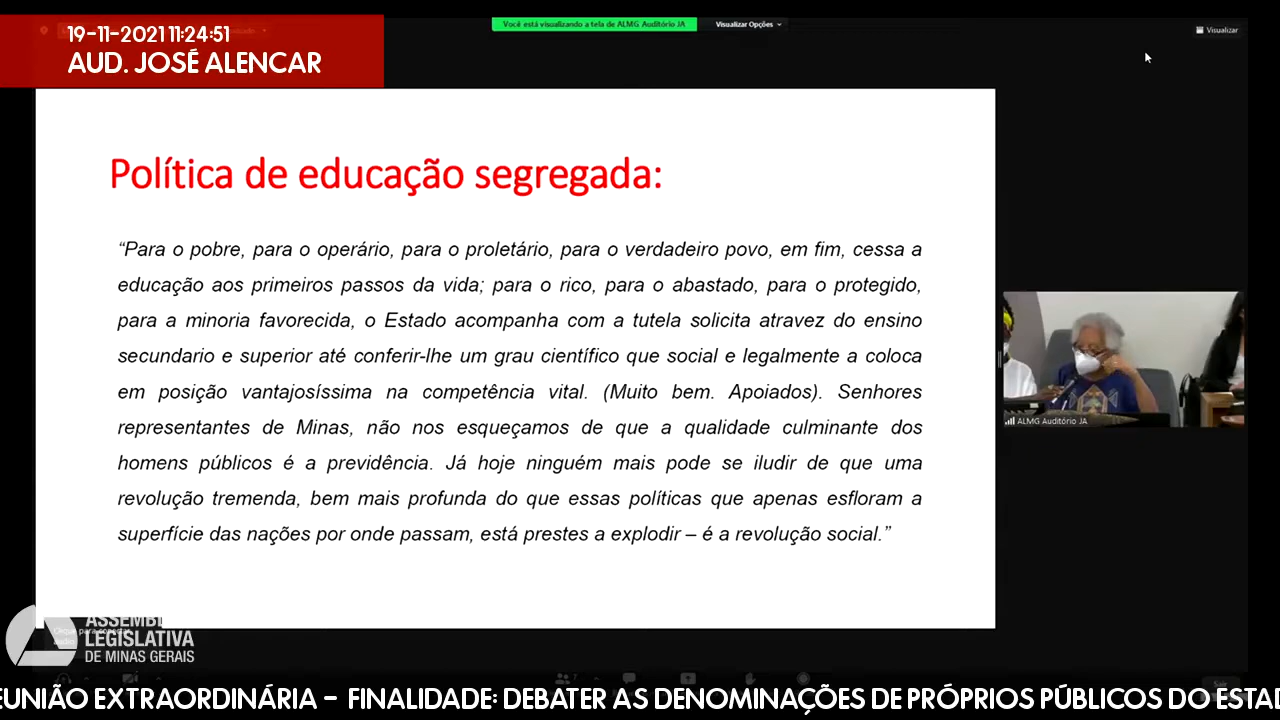 19-11-2021 11:24:51
AUD. JOSÉ ALENCAR
Você está visualizando a tela de ALMG Auditório JA
Visualizar Opções
Visualizar
Política de educação segregada:
“Para o pobre, para o operário, para o proletário, para o verdadeiro povo, em fim, cessa a
educação aos primeiros passos da vida; para o rico, para o abastado, para o protegido,
para a minoria favorecida, o Estado acompanha com a tutela solicita atravez do ensino
secundario e superior até conferir-lhe um grau científico que social e legalmente a coloca
em posição vantajosíssima na competência vital. (Muito bem. Apoiados). Senhores
representantes de Minas, não nos esqueçamos de que a qualidade culminante dos
homens públicos é a previdência. Já hoje ninguém mais pode se iludir de que uma
revolução tremenda, bem mais profunda do que essas políticas que apenas esfloram a
superfície das nações por onde passam, está prestes a explodir – é a revolução social.”
ALMG Auditório JA
ASSEMBL
LEGISLATIVA
DE MINAS GERAIS
Sair
EUNIÃO EXTRAORDINÁRIA - FINALIDADE: DEBATER AS DENOMINAÇÕES DE PRÓPRIOS PÚBLICOS DO ESTAD